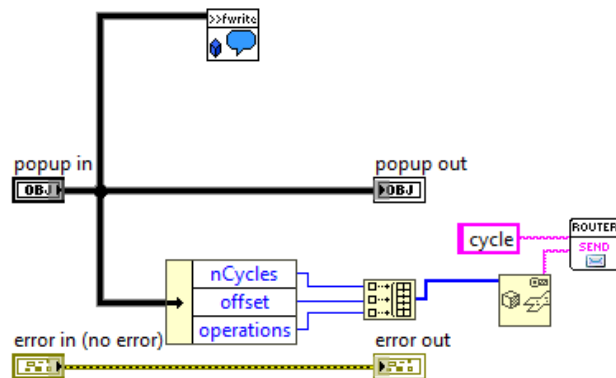 >>fwrite
popup in
OBJ
popup out
OBJ
cycle
ROUTER
SEND
nCycles
offset
operations
error in (no error)
error out